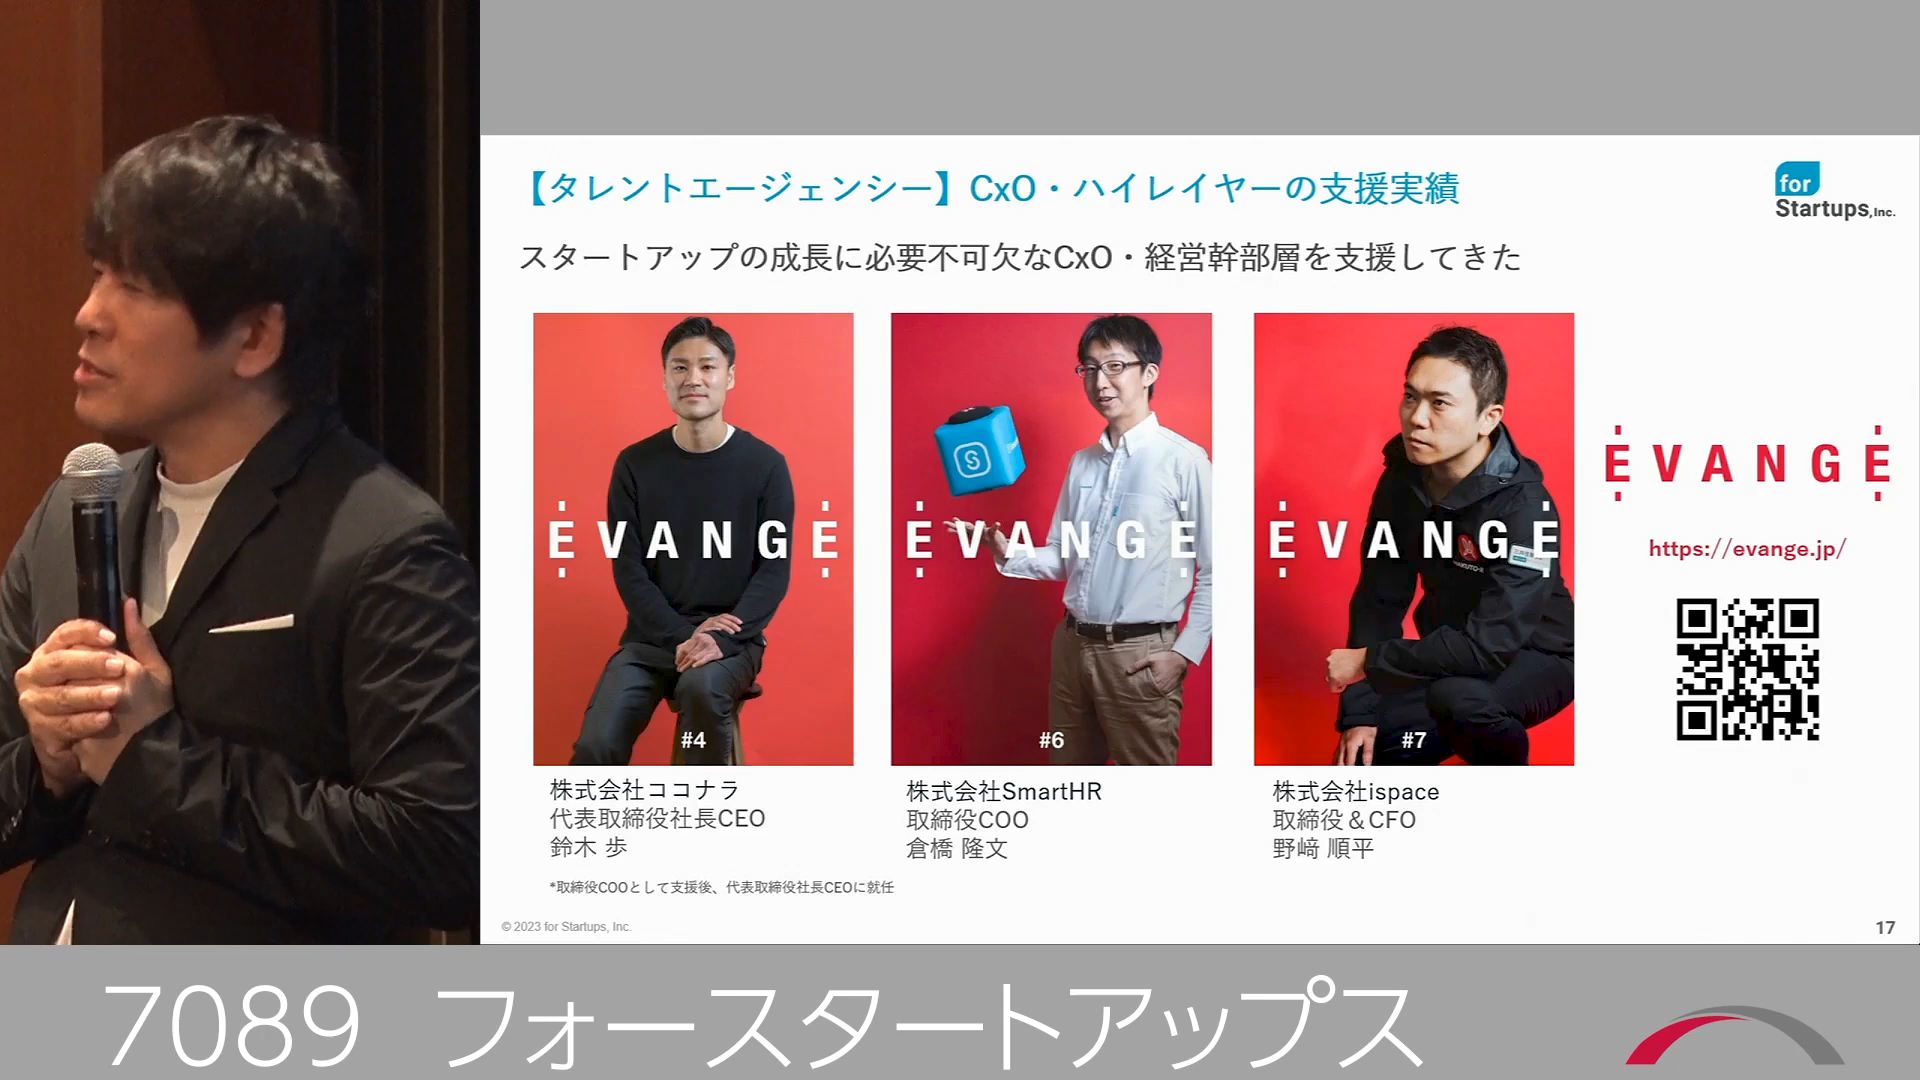 【タレントエージェンシー】CxO・ハイレイヤーの支援実績
for
Startups,Inc.
スタートアップの成長に必要不可欠なCxO・経営幹部層を支援してきた
EVANGE
#4
EVANGE
#6
EVANGE
HAKUTO-R
#7
EVANGE
https://evange.jp/
株式会社ココナラ
代表取締役社長CEO
鈴木 歩
*取締役COOとして支援後、代表取締役社長CEOに就任
株式会社SmartHR
取締役COO
倉橋 隆文
株式会社ispace
取締役＆CFO
野﨑 順平
© 2023 for Startups, Inc.
17
7089 フォースタートアップス